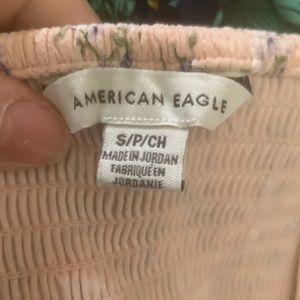 AMERICAN EAGLE
S/P/CH
MADE IN JORDAN
FABRIQUÉ EN
JORDANIE